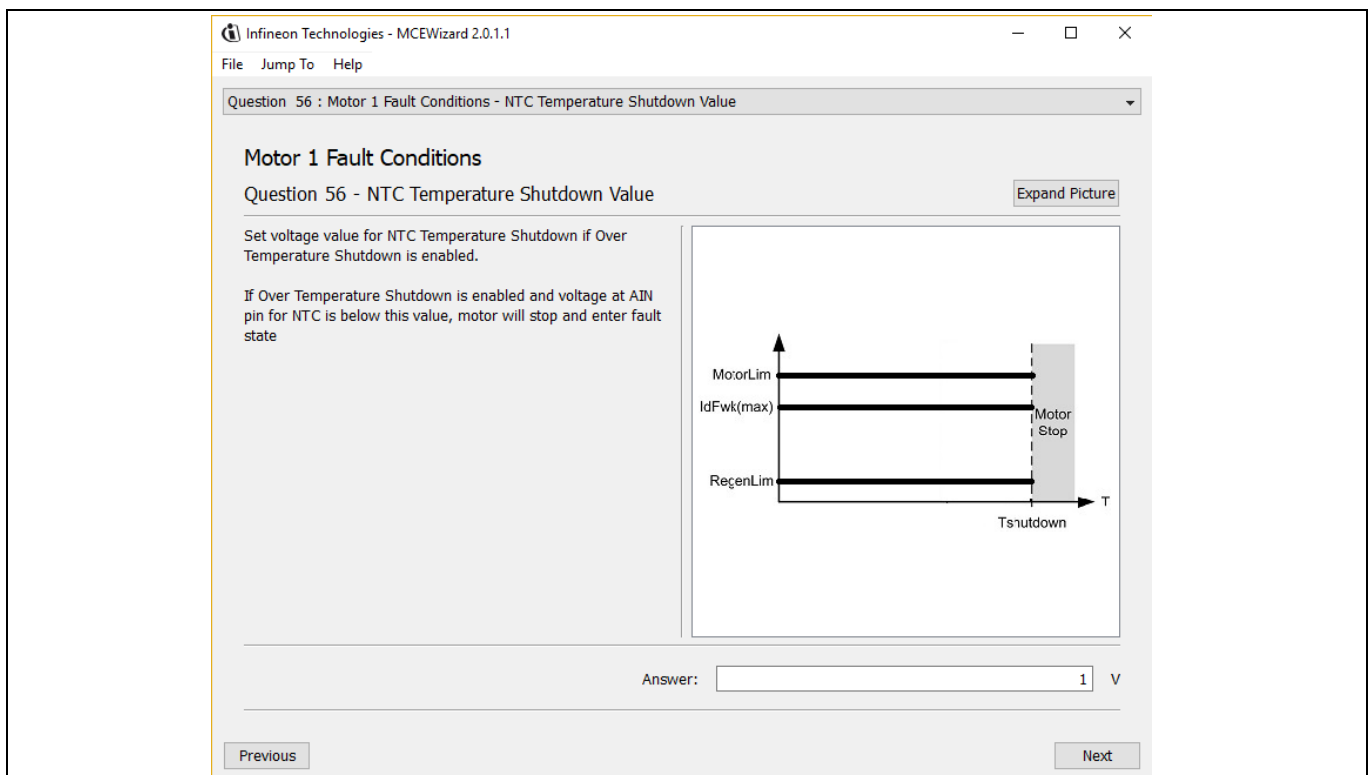 Infineon Technologies - MCEWizard 2.0.1.1
File Jump To Help
Question 56 : Motor 1 Fault Conditions - NTC Temperature Shutdown Value
Motor 1 Fault Conditions
Question 56 - NTC Temperature Shutdown Value
Expand Picture
Set voltage value for NTC Temperature Shutdown if Over
Temperature Shutdown is enabled.
If Over Temperature Shutdown is enabled and voltage at AIN
pin for NTC is below this value, motor will stop and enter fault
state
MotorLim
IdFwk(max)
Motor
Stop
RegenLim
T
Tshutdown
Answer: 1 V
Previous Next